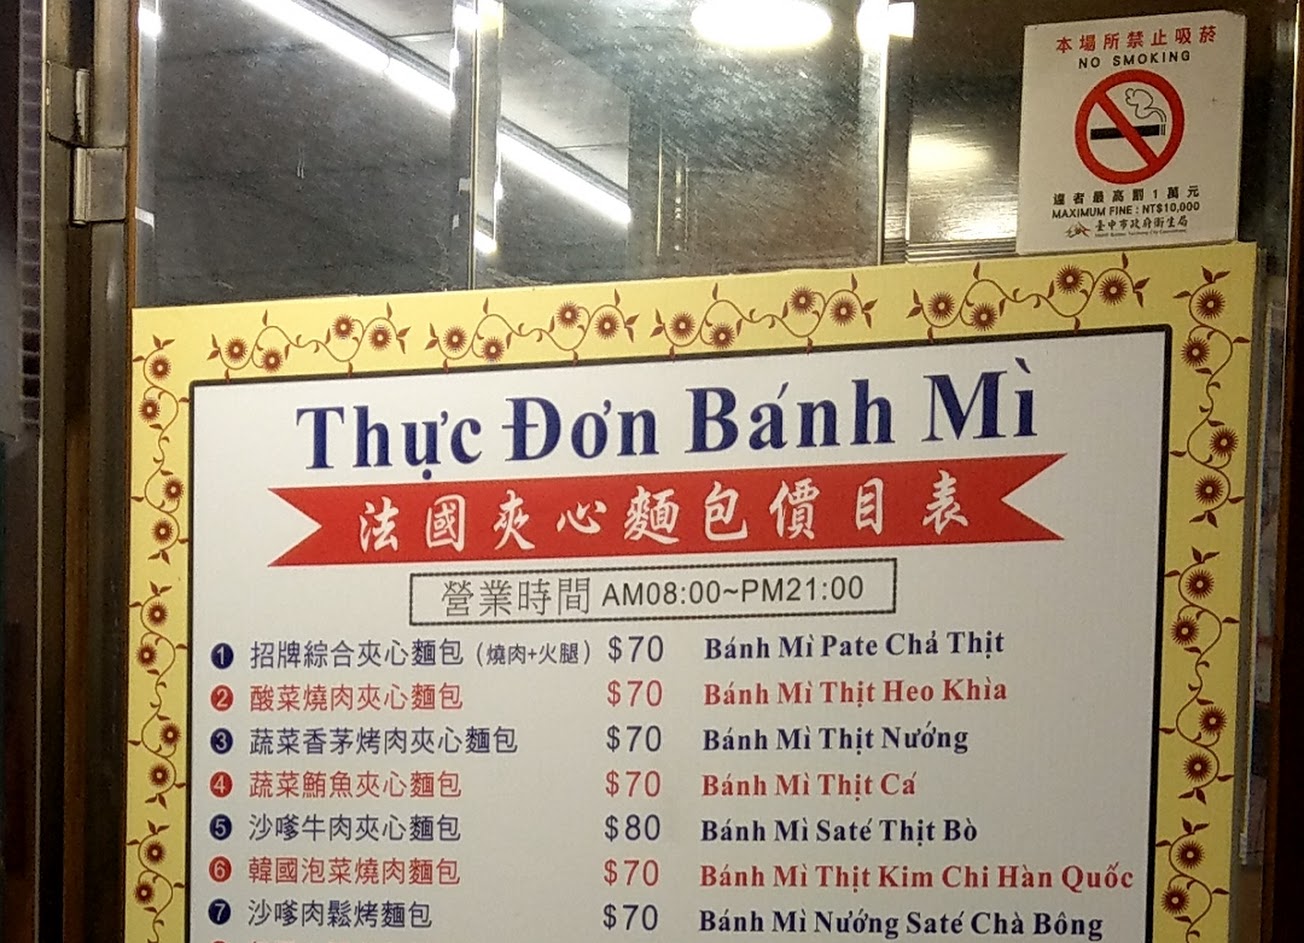 本場所禁止吸菸
NO SMOKING
違者最高罰1萬元
MAXIMUM FINE : NT$10,000
臺中市政府衛生局
Thực Đơn Bánh Mì
法國夾心麵包價目表
營業時間 AM08:00~PM21:00
1 招牌綜合夾心麵包（燒肉+火腿） $70 Bánh Mì Pate Chả Thịt
2 酸菜燒肉夾心麵包 $70 Bánh Mì Thịt Heo Khìa
3 蔬菜香茅烤肉夾心麵包 $70 Bánh Mì Thịt Nướng
4 蔬菜鮪魚夾心麵包 $70 Bánh Mì Thịt Cá
5 沙嗲牛肉夾心麵包 $80 Bánh Mì Saté Thịt Bò
6 韓國泡菜燒肉麵包 $70 Bánh Mì Thịt Kim Chi Hàn Quốc
7 沙嗲肉鬆烤麵包 $70 Bánh Mì Nướng Saté Chà Bông